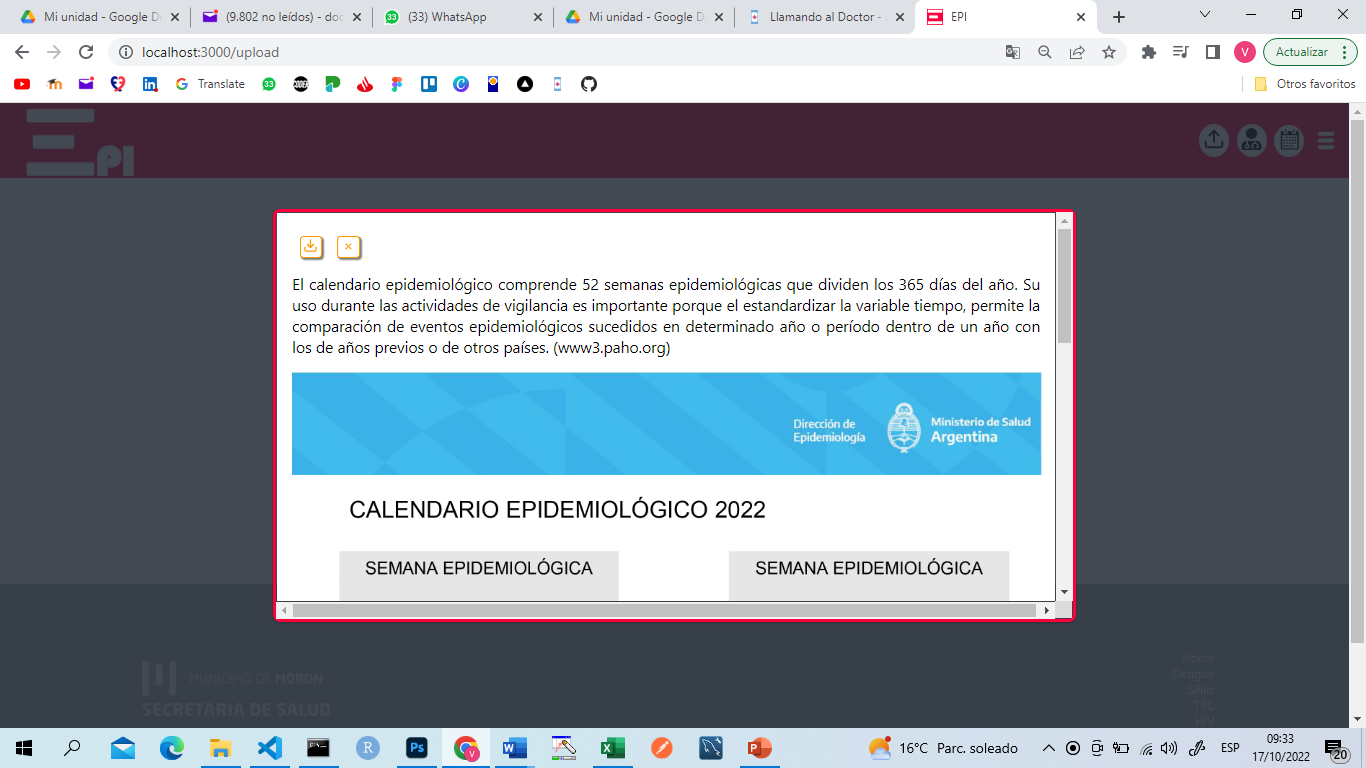 Mi unidad - Google D
(9.802 no leídos) - doc
(33) WhatsApp
Mi unidad - Google D
Llamando al Doctor -
EPI
localhost:3000/upload
V
Actualizar
33
Translate
CODER
Otros favoritos
EPI
El calendario epidemiológico comprende 52 semanas epidemiológicas que dividen los 365 días del año. Su
uso durante las actividades de vigilancia es importante porque el estandardizar la variable tiempo, permite la
comparación de eventos epidemiológicos sucedidos en determinado año o período dentro de un año con
los de años previos o de otros países. (www3.paho.org)
Dirección de
Epidemiología
Ministerio de Salud
Argentina
CALENDARIO EPIDEMIOLÓGICO 2022
SEMANA EPIDEMIOLÓGICA
SEMANA EPIDEMIOLÓGICA
MUNICIPIO DE MORON
SECRETARIA DE SALUD
Home
Dengue
Sífilis
TBC
HIV
16°C Parc. soleado
ESP
09:33
17/10/2022
20